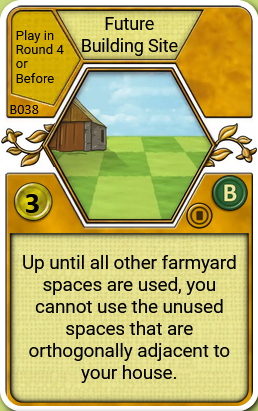 Future
Building Site
Play in
Round 4
or
Before
B038
3
B
Up until all other farmyard
spaces are used, you
cannot use the unused
spaces that are
orthogonally adjacent to
your house.